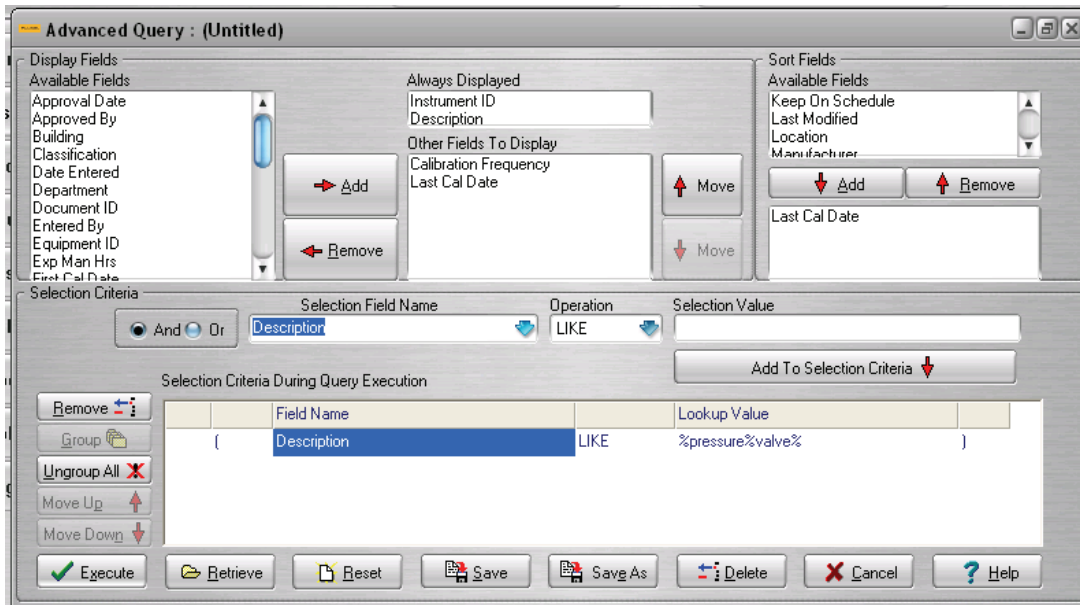 Advanced Query : (Untitled)
Display Fields
Available Fields
Approval Date
Approved By
Building
Classification
Date Entered
Department
Document ID
Entered By
Equipment ID
Exp Man Hrs
First Cal Date
Add
Remove
Always Displayed
Instrument ID
Description
Other Fields To Display
Calibration Frequency
Last Cal Date
Move
Move
Sort Fields
Available Fields
Keep On Schedule
Last Modified
Location
Manufacturer
Add
Remove
Last Cal Date
Selection Criteria
And Or
Selection Field Name
Description
Operation
LIKE
Selection Value
Add To Selection Criteria
Selection Criteria During Query Execution
Remove
Group
Ungroup All
Move Up
Move Down
Field Name Lookup Value
( Description LIKE %pressure%valve% )
Execute Retrieve Reset Save Save As Delete Cancel Help